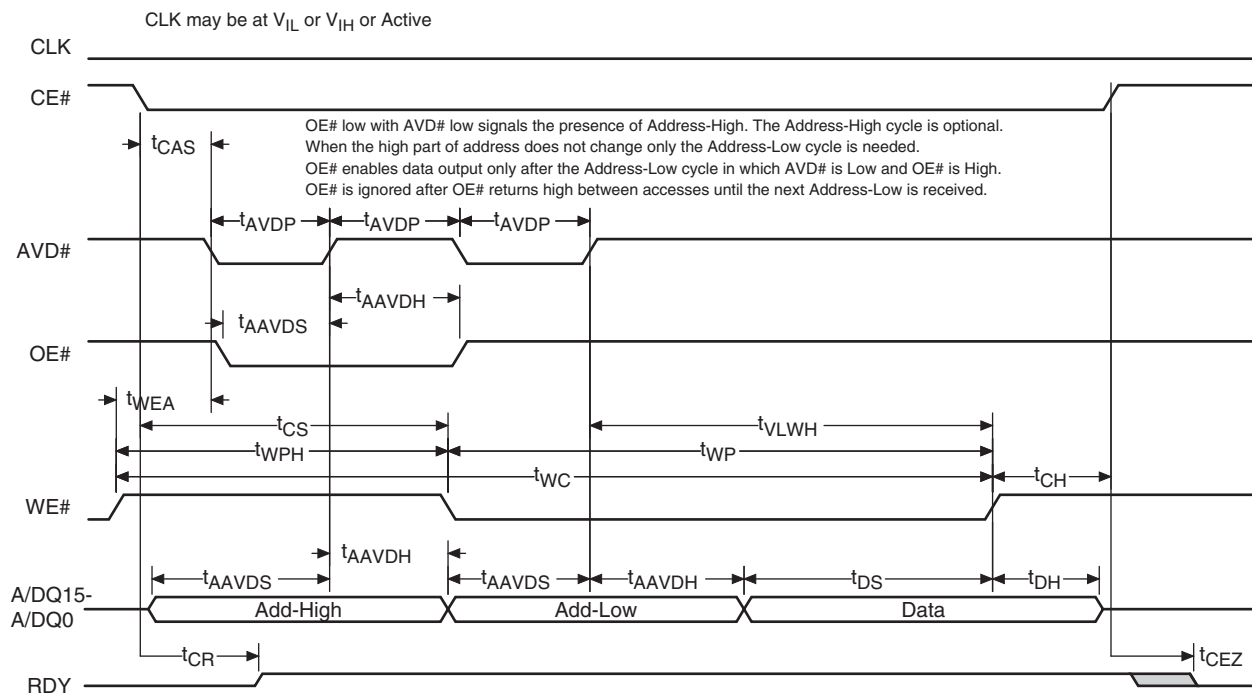 CLK may be at VIL or VIH or Active
CLK
CE#
OE# low with AVD# low signals the presence of Address-High. The Address-High cycle is optional.
When the high part of address does not change only the Address-Low cycle is needed.
OE# enables data output only after the Address-Low cycle in which AVD# is Low and OE# is High.
OE# is ignored after OE# returns high between accesses until the next Address-Low is received.
tCAS
tAVDP tAVDP tAVDP
AVD#
tAAVDH
tAAVDS
OE#
tWEA
tCS tVLWH
tWPH tWP
tWC tCH
WE#
tAAVDH
tAAVDS tAAVDS tAAVDH tDS tDH
A/DQ15-
A/DQ0
Add-High Add-Low Data
tCR tCEZ
RDY